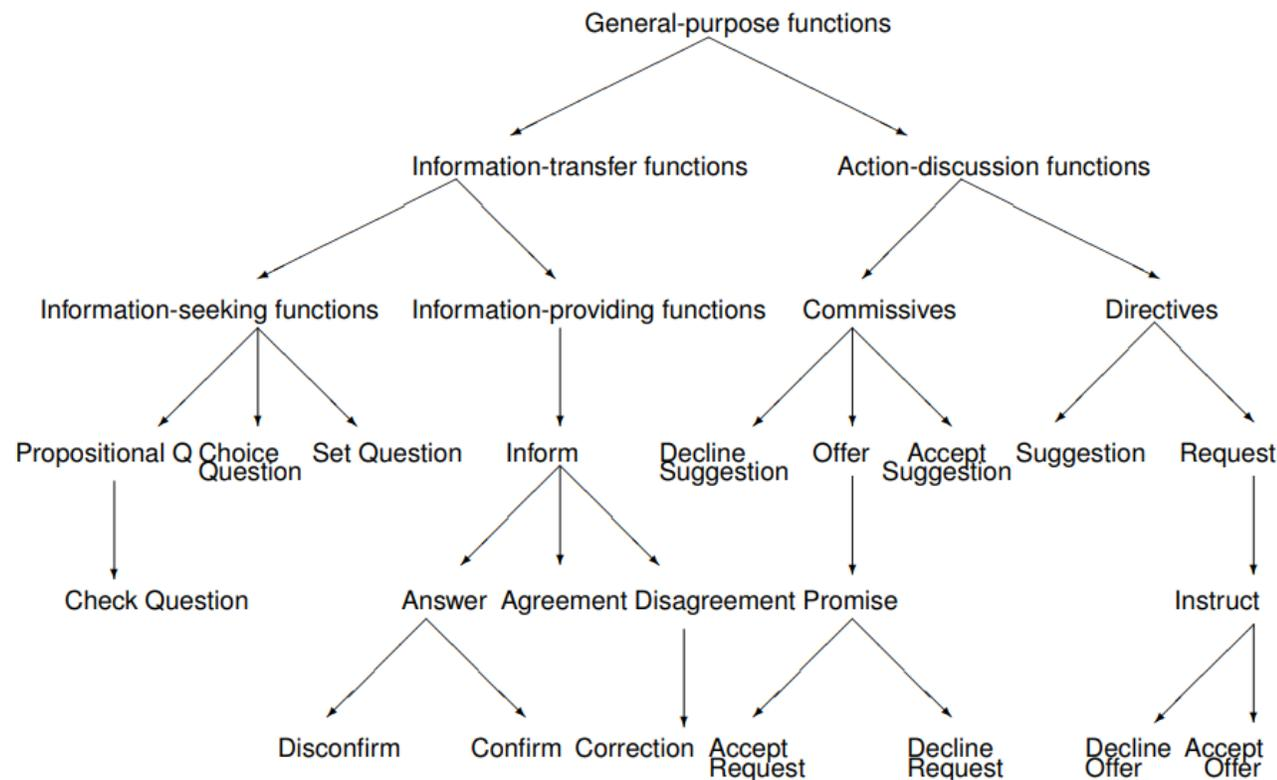 General-purpose functions
Information-transfer functions
Action-discussion functions
Information-seeking functions
Information-providing functions
Commissives
Directives
Propositional Q
Choice
Question
Set Question
Inform
Decline
Suggestion
Offer
Accept
Suggestion
Suggestion
Request
Check Question
Answer
Agreement
Disagreement
Promise
Instruct
Disconfirm
Confirm
Correction
Accept
Request
Decline
Request
Decline
Offer
Accept
Offer